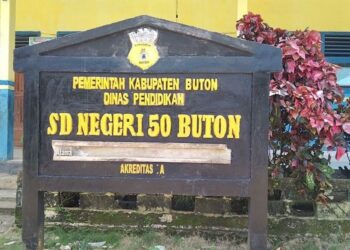 PEMERINTAH KABUPATEN BUTON
DINAS PENDIDIKAN
SD NEGERI 50 BUTON
AKREDITAS : A